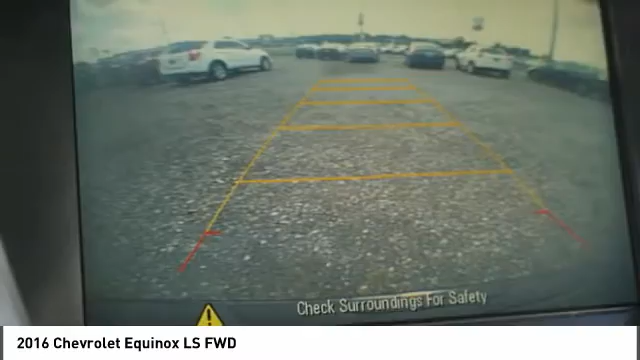 Check Surroundings For Safety
2016 Chevrolet Equinox LS FWD